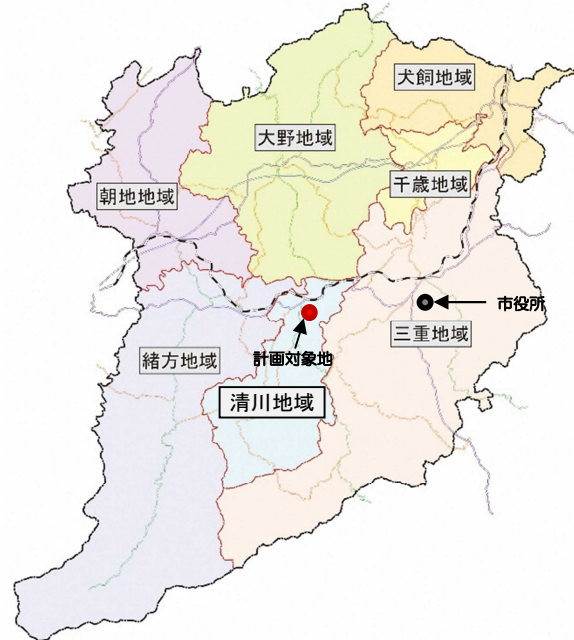 犬飼地域
大野地域
千歳地域
朝地地域
市役所
三重地域
計画対象地
緒方地域
清川地域